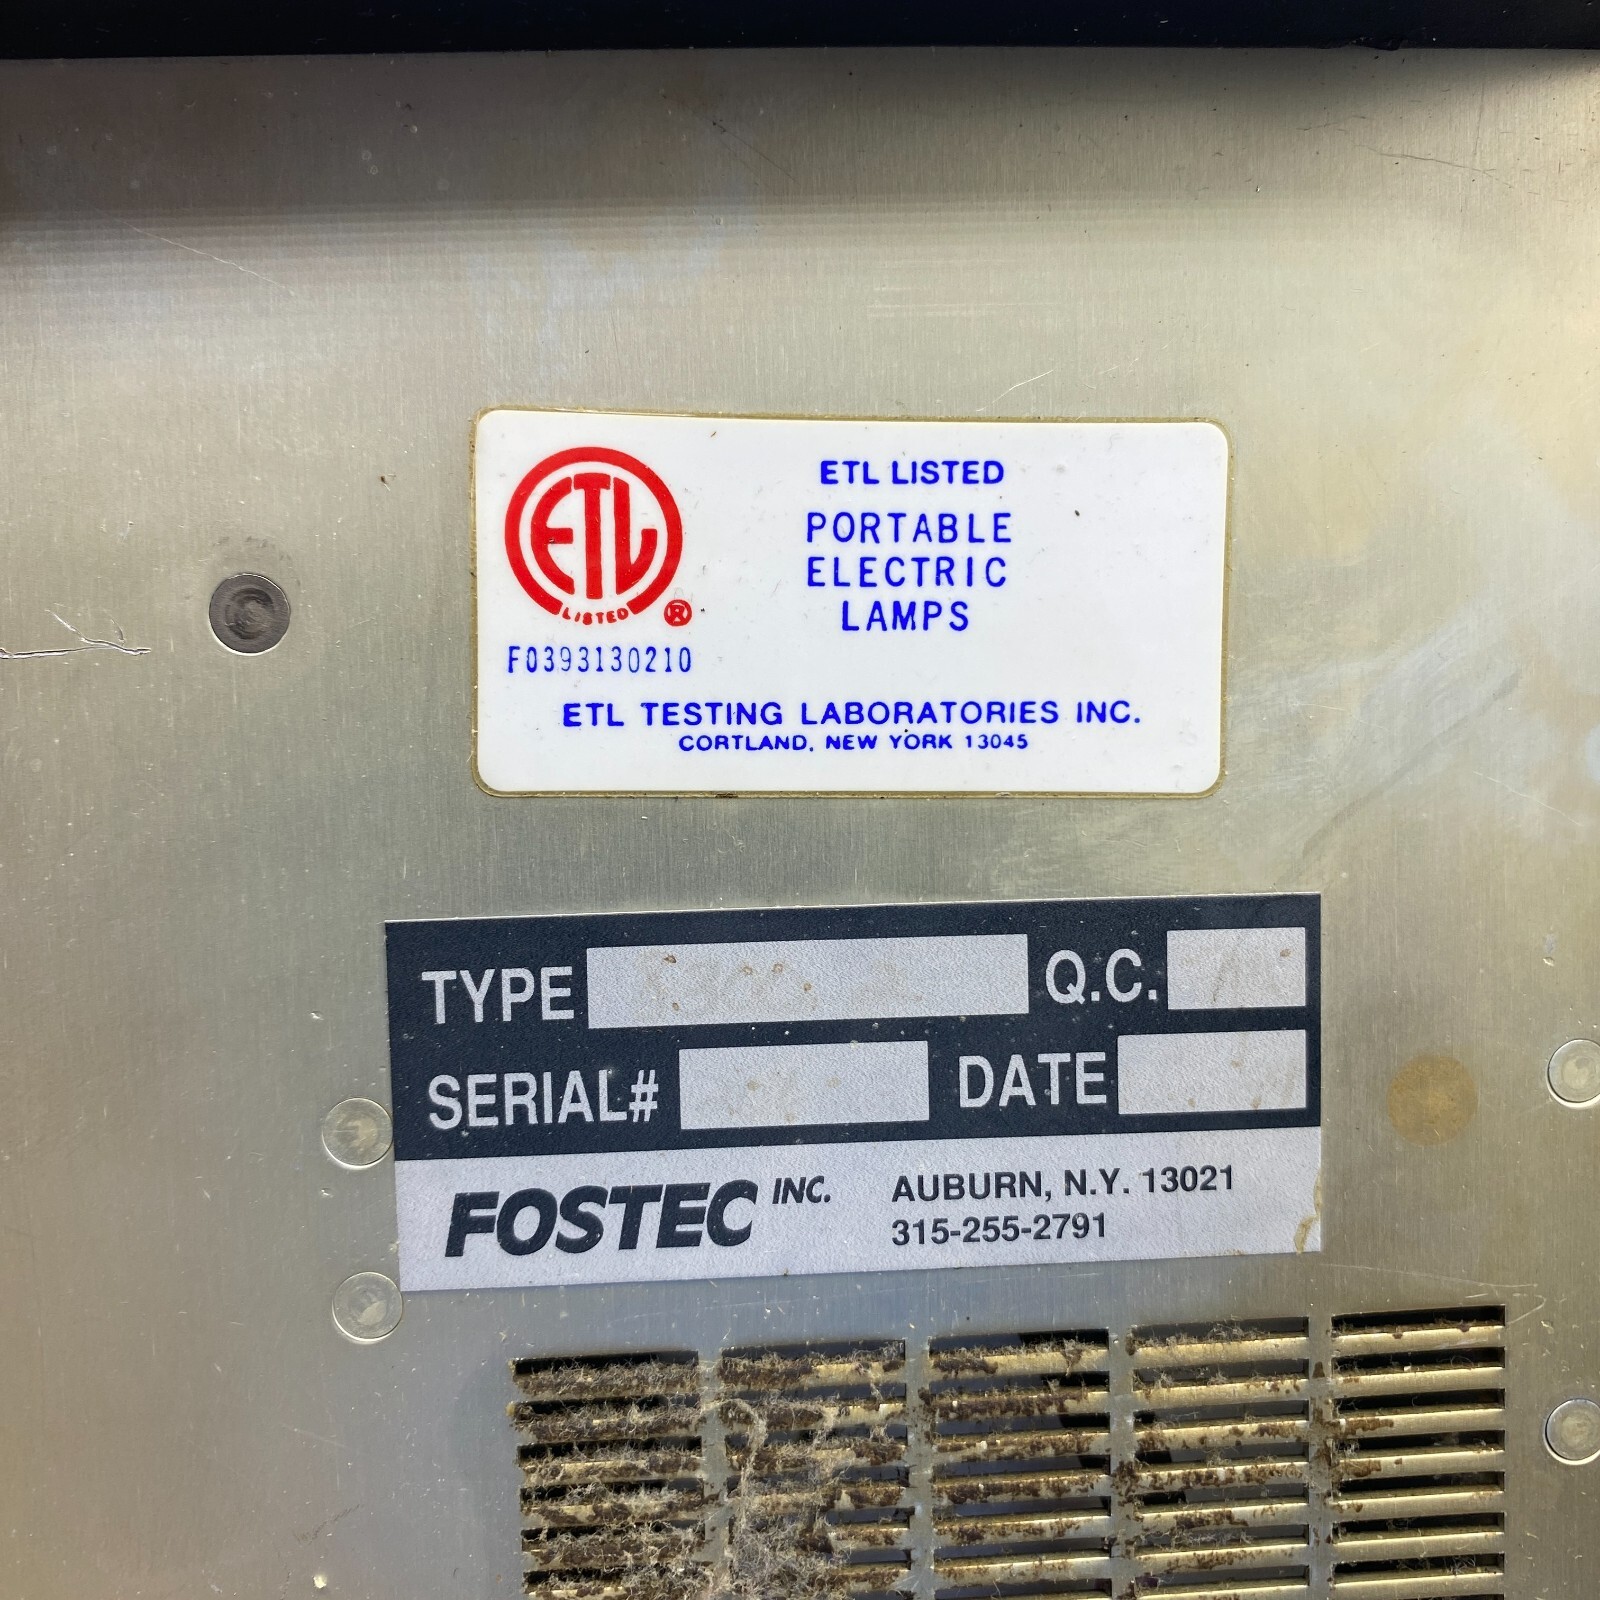 ETL
LISTED
®
F0393130210
ETL LISTED
PORTABLE
ELECTRIC
LAMPS
ETL TESTING LABORATORIES INC.
CORTLAND, NEW YORK 13045
TYPE Q.C.
SERIAL# DATE
FOSTEC INC. AUBURN, N.Y. 13021
315-255-2791